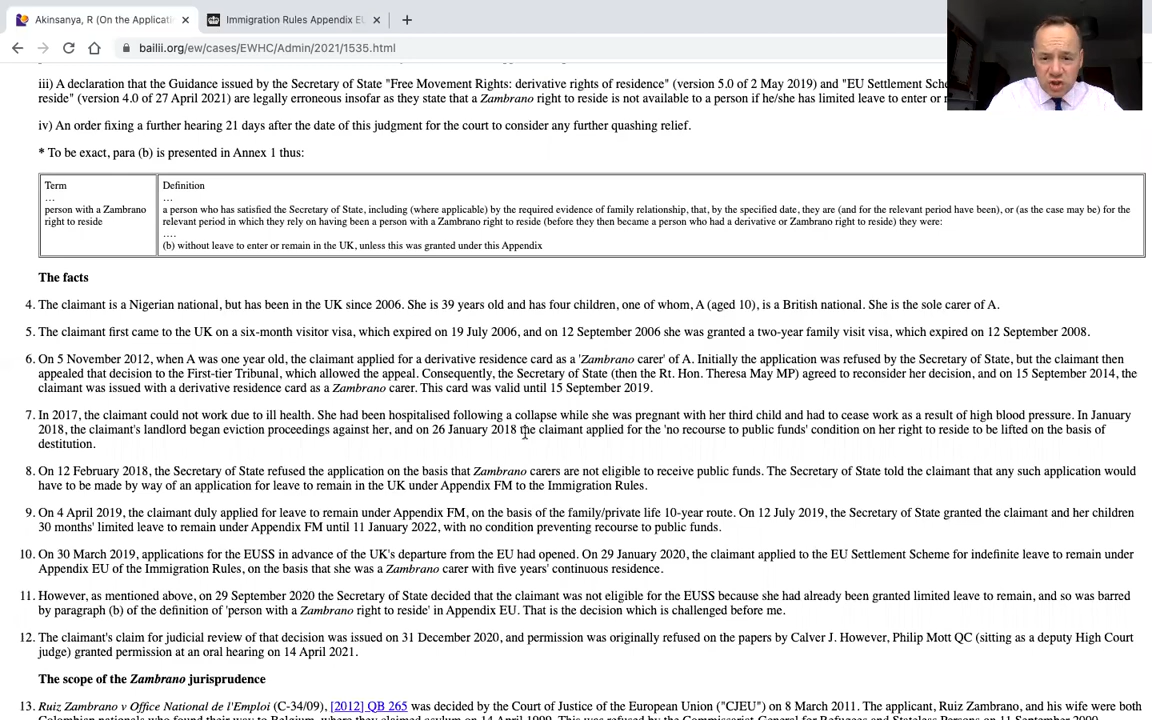 Akinsanya, R (On the Applicati
Immigration Rules Appendix E
bailii.org/ew/cases/EWHC/Admin/2021/1535.html
iii) A declaration that the Guidance issued by the Secretary of State "Free Movement Rights: derivative rights of residence" (version 5.0 of 2 May 2019) and "EU Settlement Sche
reside" (version 4.0 of 27 April 2021) are legally erroneous insofar as they state that a Zambrano right to reside is not available to a person if he/she has limited leave to enter or
iv) An order fixing a further hearing 21 days after the date of this judgment for the court to consider any further quashing relief.
* To be exact, para (b) is presented in Annex 1 thus:
Term
…
person with a Zambrano
right to reside
Definition
…
a person who has satisfied the Secretary of State, including (where applicable) by the required evidence of family relationship, that, by the specified date, they are (and for the relevant period have been), or (as the case may be) for the
relevant period in which they rely on having been a person with a Zambrano right to reside (before they then became a person who had a derivative or Zambrano right to reside) they were:
….
(b) without leave to enter or remain in the UK, unless this was granted under this Appendix
The facts
4. The claimant is a Nigerian national, but has been in the UK since 2006. She is 39 years old and has four children, one of whom, A (aged 10), is a British national. She is the sole carer of A.
5. The claimant first came to the UK on a six-month visitor visa, which expired on 19 July 2006, and on 12 September 2006 she was granted a two-year family visit visa, which expired on 12 September 2008.
6. On 5 November 2012, when A was one year old, the claimant applied for a derivative residence card as a 'Zambrano carer' of A. Initially the application was refused by the Secretary of State, but the claimant then
appealed that decision to the First-tier Tribunal, which allowed the appeal. Consequently, the Secretary of State (then the Rt. Hon. Theresa May MP) agreed to reconsider her decision, and on 15 September 2014, the
claimant was issued with a derivative residence card as a Zambrano carer. This card was valid until 15 September 2019.
7. In 2017, the claimant could not work due to ill health. She had been hospitalised following a collapse while she was pregnant with her third child and had to cease work as a result of high blood pressure. In January
2018, the claimant's landlord began eviction proceedings against her, and on 26 January 2018 the claimant applied for the 'no recourse to public funds' condition on her right to reside to be lifted on the basis of
destitution.
8. On 12 February 2018, the Secretary of State refused the application on the basis that Zambrano carers are not eligible to receive public funds. The Secretary of State told the claimant that any such application would
have to be made by way of an application for leave to remain in the UK under Appendix FM to the Immigration Rules.
9. On 4 April 2019, the claimant duly applied for leave to remain under Appendix FM, on the basis of the family/private life 10-year route. On 12 July 2019, the Secretary of State granted the claimant and her children
30 months' limited leave to remain under Appendix FM until 11 January 2022, with no condition preventing recourse to public funds.
10. On 30 March 2019, applications for the EUSS in advance of the UK's departure from the EU had opened. On 29 January 2020, the claimant applied to the EU Settlement Scheme for indefinite leave to remain under
Appendix EU of the Immigration Rules, on the basis that she was a Zambrano carer with five years' continuous residence.
11. However, as mentioned above, on 29 September 2020 the Secretary of State decided that the claimant was not eligible for the EUSS because she had already been granted limited leave to remain, and so was barred
by paragraph (b) of the definition of 'person with a Zambrano right to reside' in Appendix EU. That is the decision which is challenged before me.
12. The claimant's claim for judicial review of that decision was issued on 31 December 2020, and permission was originally refused on the papers by Calver J. However, Philip Mott QC (sitting as a deputy High Court
judge) granted permission at an oral hearing on 14 April 2021.
The scope of the Zambrano jurisprudence
13. Ruiz Zambrano v Office National de l'Emploi (C-34/09), [2012] QB 265 was decided by the Court of Justice of the European Union ("CJEU") on 8 March 2011. The applicant, Ruiz Zambrano, and his wife were both